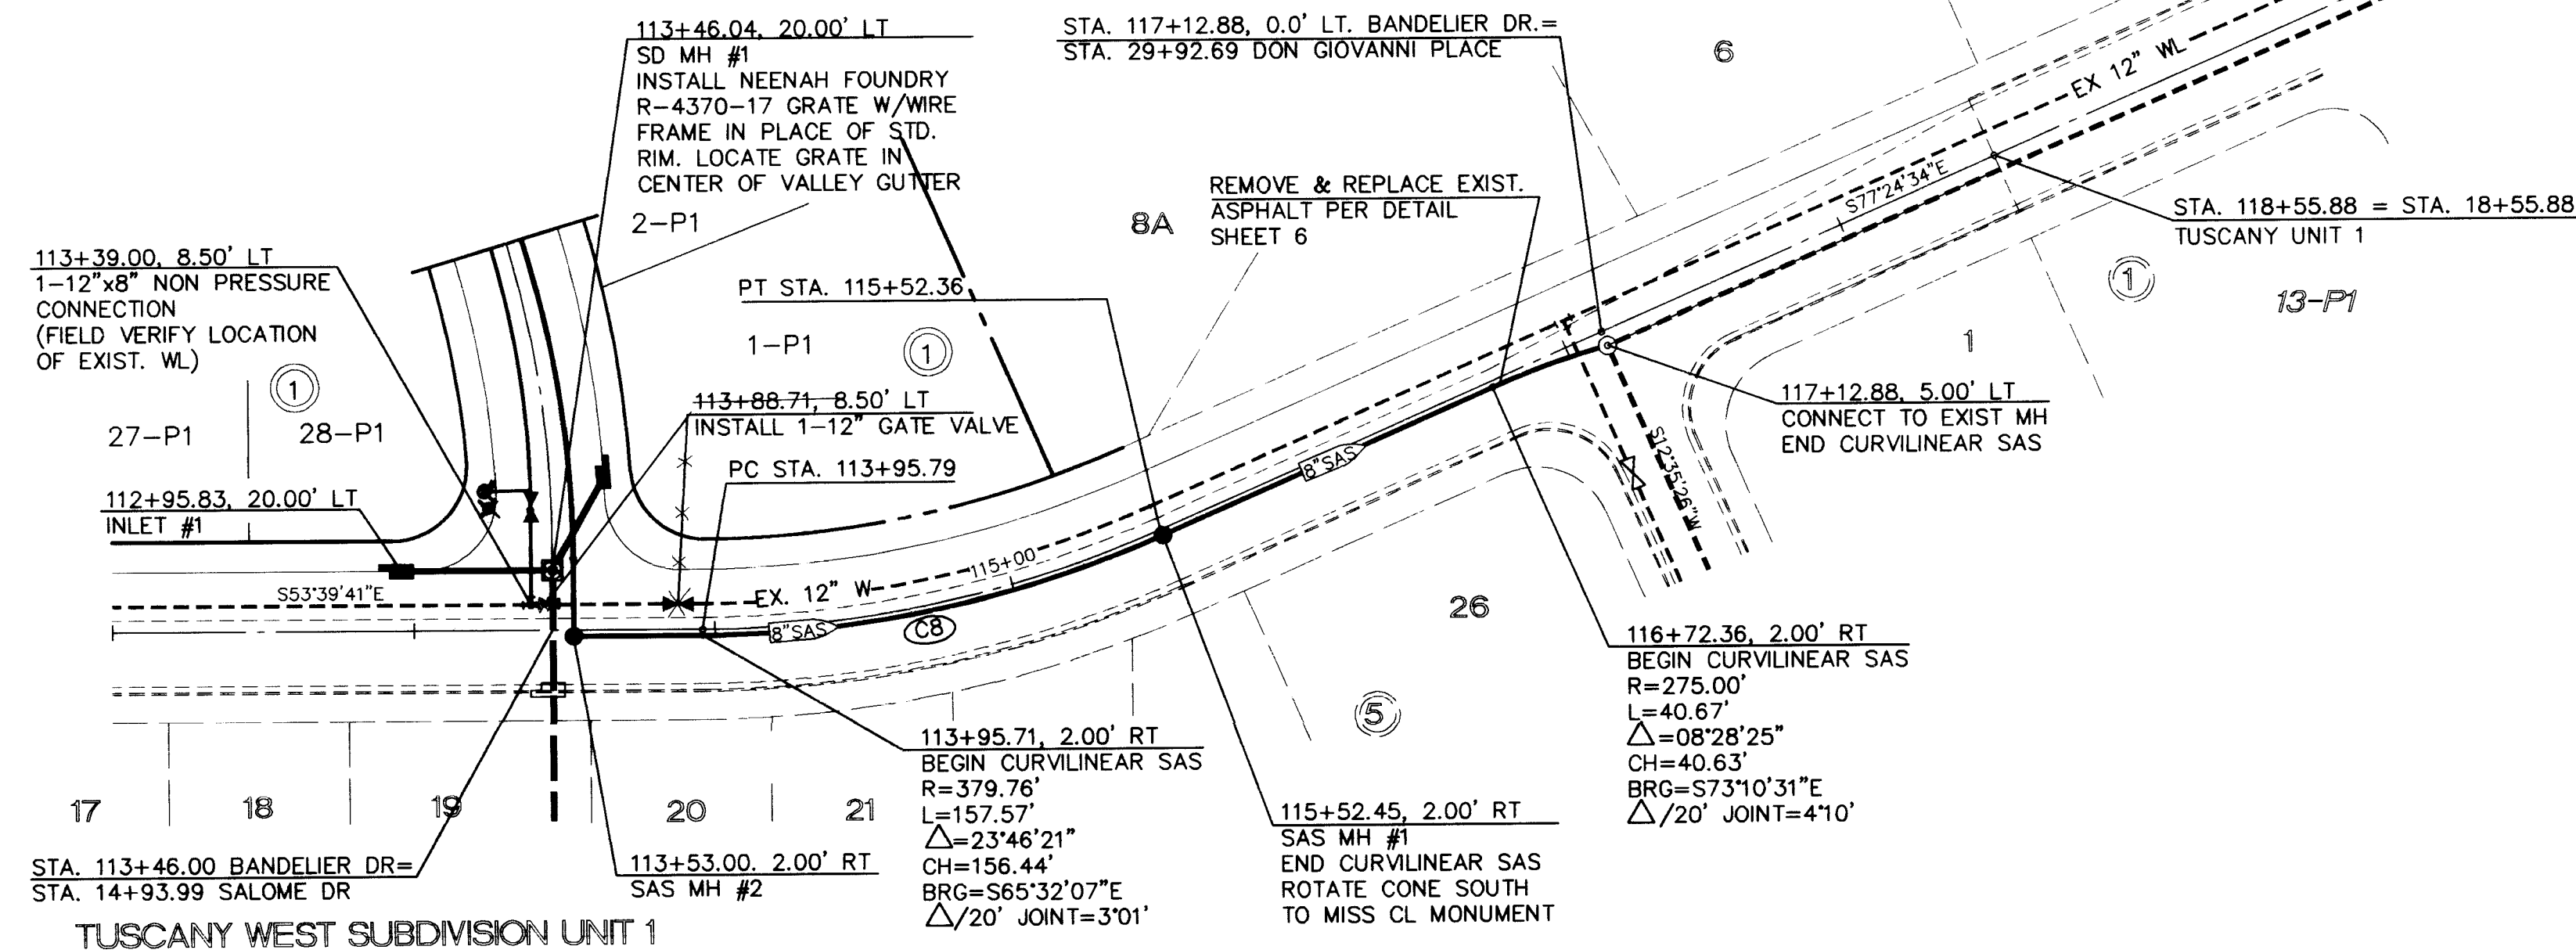 113+46.04, 20.00' LT
SD MH #1
INSTALL NEENAH FOUNDRY
R-4370-17 GRATE W/WIRE
FRAME IN PLACE OF STD.
RIM. LOCATE GRATE IN
CENTER OF VALLEY GUTTER
2-P1
STA. 117+12.88, 0.0' LT. BANDELIER DR.=
STA. 29+92.69 DON GIOVANNI PLACE
6
EX 12" WL
REMOVE & REPLACE EXIST.
ASPHALT PER DETAIL
SHEET 6
8A
S77°24'34"E
STA. 118+55.88 = STA. 18+55.88
TUSCANY UNIT 1
1
13-P1
113+39.00, 8.50' LT
1-12"x8" NON PRESSURE
CONNECTION
(FIELD VERIFY LOCATION
OF EXIST. WL)
1
27-P1
28-P1
PT STA. 115+52.36
1-P1
1
113+88.71, 8.50' LT
INSTALL 1-12" GATE VALVE
PC STA. 113+95.79
1
117+12.88, 5.00' LT
CONNECT TO EXIST MH
END CURVILINEAR SAS
8"SAS
S12°35'26"W
112+95.83, 20.00' LT
INLET #1
S53°39'41"E
115+00
EX. 12" W
8"SAS
C8
26
5
116+72.36, 2.00' RT
BEGIN CURVILINEAR SAS
R=275.00'
L=40.67'
△=08°28'25"
CH=40.63'
BRG=S73°10'31"E
△/20' JOINT=4°10'
113+95.71, 2.00' RT
BEGIN CURVILINEAR SAS
R=379.76'
L=157.57'
△=23°46'21"
CH=156.44'
BRG=S65°32'07"E
△/20' JOINT=3°01'
115+52.45, 2.00' RT
SAS MH #1
END CURVILINEAR SAS
ROTATE CONE SOUTH
TO MISS CL MONUMENT
17
18
19
20
21
STA. 113+46.00 BANDELIER DR=
STA. 14+93.99 SALOME DR
113+53.00. 2.00' RT
SAS MH #2
TUSCANY WEST SUBDIVISION UNIT 1